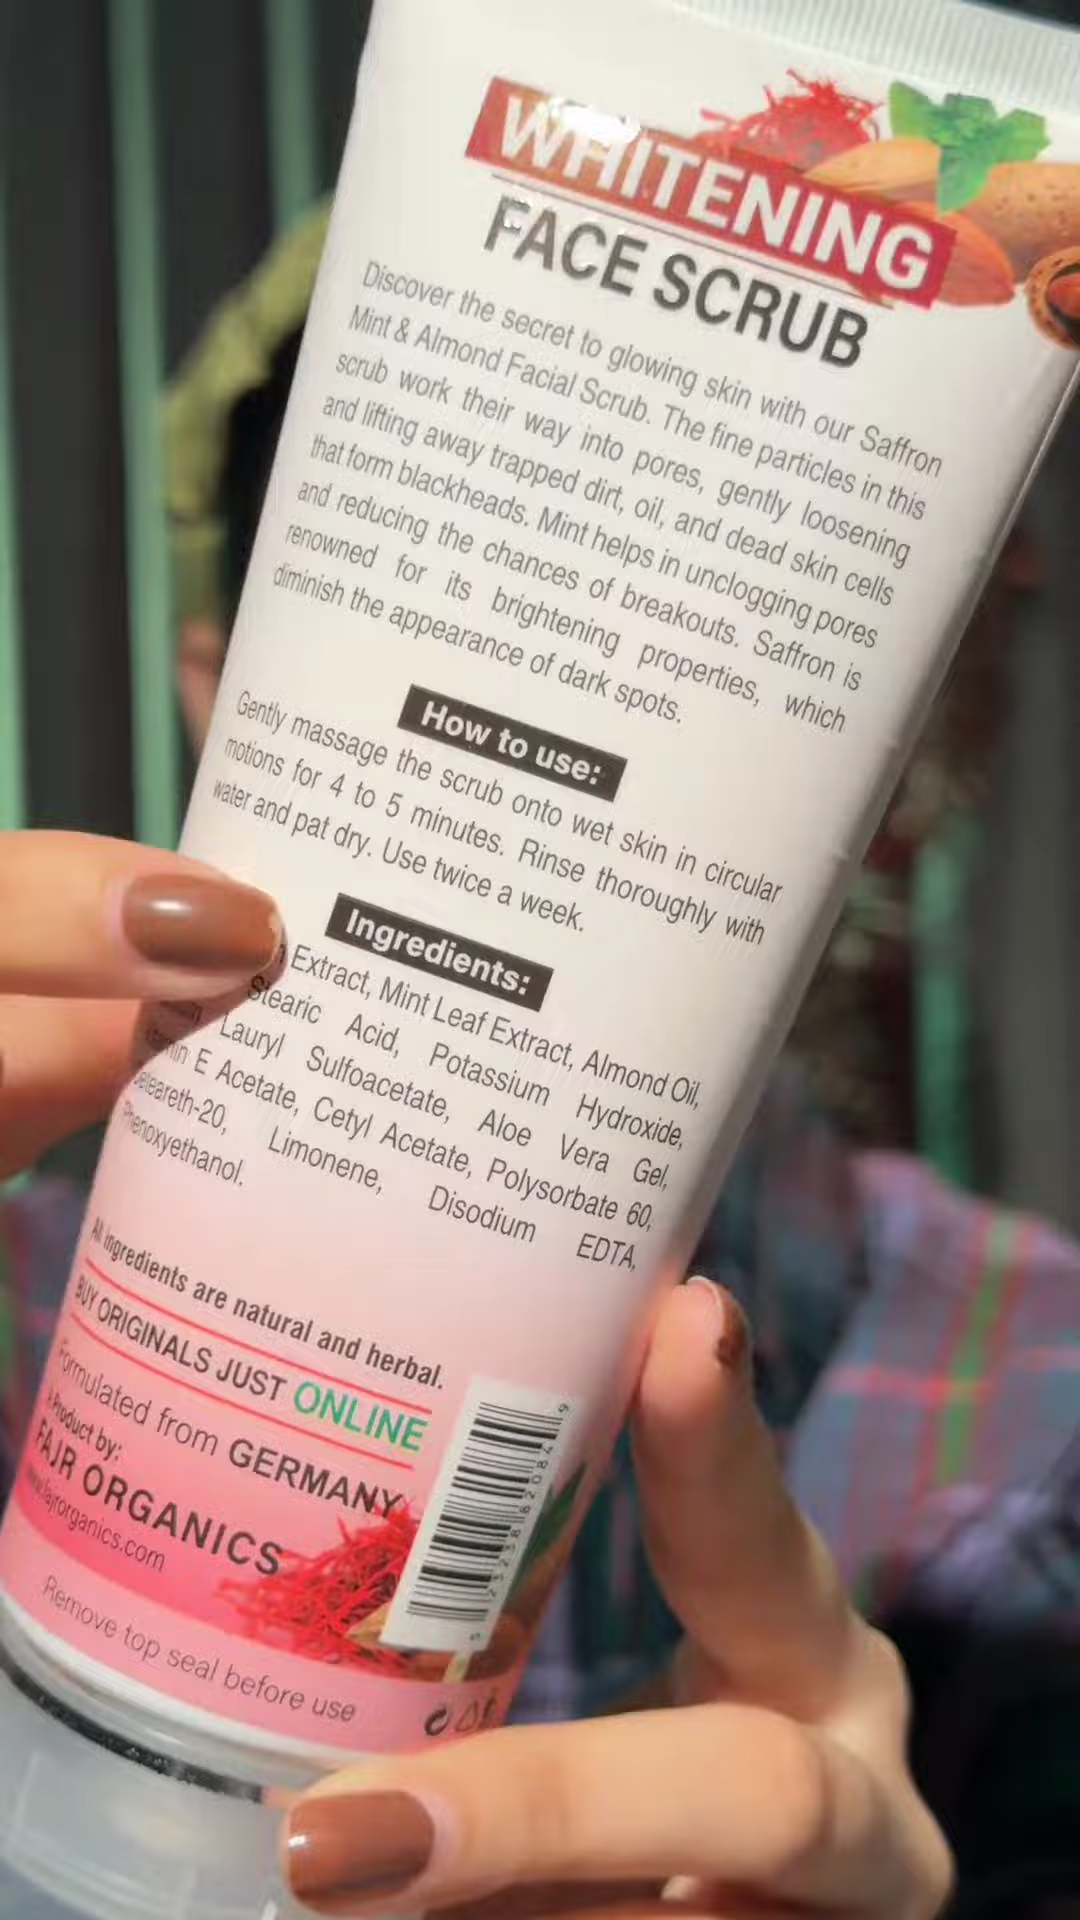 WHITENING
FACE SCRUB
Discover the secret to glowing skin with our Saffron
Mint & Almond Facial Scrub. The fine particles in this
scrub work their way into pores, gently loosening
and lifting away trapped dirt, oil, and dead skin cells
that form blackheads. Mint helps in unclogging pores
and reducing the chances of breakouts. Saffron is
renowned for its brightening properties, which
diminish the appearance of dark spots.
How to use:
Gently massage the scrub onto wet skin in circular
motions for 4 to 5 minutes. Rinse thoroughly with
water and pat dry. Use twice a week.
Ingredients:
Extract, Mint Leaf Extract, Almond Oil,
Stearic Acid, Potassium Hydroxide,
Lauryl Sulfoacetate, Aloe Vera Gel,
E Acetate, Cetyl Acetate, Polysorbate 60,
Limonene, Disodium EDTA,
Phenoxyethanol.
All ingredients are natural and herbal.
BUY ORIGINALS JUST ONLINE
Formulated from GERMANY
A Product by:
FAJR ORGANICS
www.fajrorganics.com
Remove top seal before use